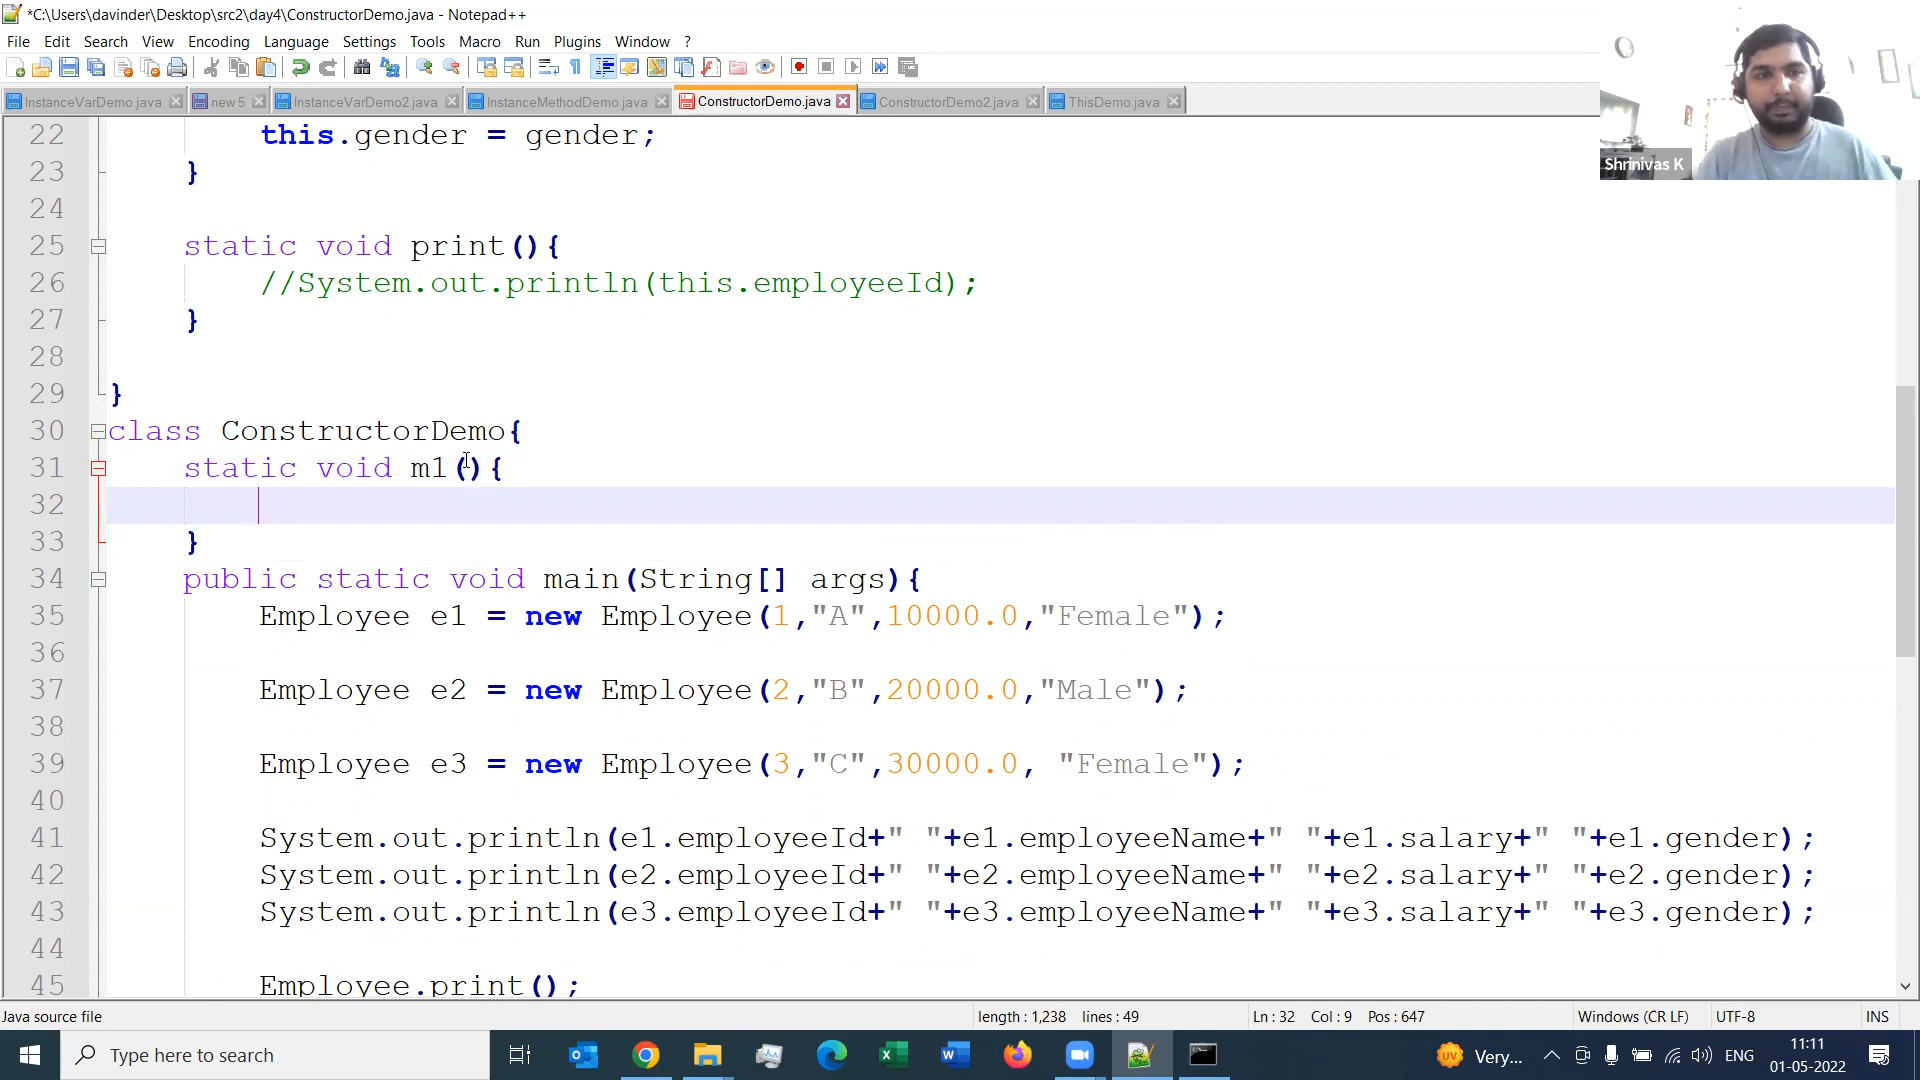 *C:\Users\davinder\Desktop\src2\day4\ConstructorDemo.java - Notepad++
File Edit Search View Encoding Language Settings Tools Macro Run Plugins Window ?
InstanceVarDemo.java new 5 InstanceVarDemo2.java InstanceMethodDemo.java ConstructorDemo.java ConstructorDemo2.java ThisDemo.java
Shrinivas K
22 this.gender = gender;
23 }
24
25 static void print(){
26 //System.out.println(this.employeeId);
27 }
28
29 }
30 class ConstructorDemo{
31 static void m1(){
32
33 }
34 public static void main(String[] args){
35 Employee e1 = new Employee(1,"A",10000.0,"Female");
36
37 Employee e2 = new Employee(2,"B",20000.0,"Male");
38
39 Employee e3 = new Employee(3,"C",30000.0, "Female");
40
41 System.out.println(e1.employeeId+" "+e1.employeeName+" "+e1.salary+" "+e1.gender);
42 System.out.println(e2.employeeId+" "+e2.employeeName+" "+e2.salary+" "+e2.gender);
43 System.out.println(e3.employeeId+" "+e3.employeeName+" "+e3.salary+" "+e3.gender);
44
45 Employee.print();
Java source file length : 1,238 lines : 49 Ln : 32 Col : 9 Pos : 647 Windows (CR LF) UTF-8 INS
Type here to search Very... ENG 11:11
01-05-2022